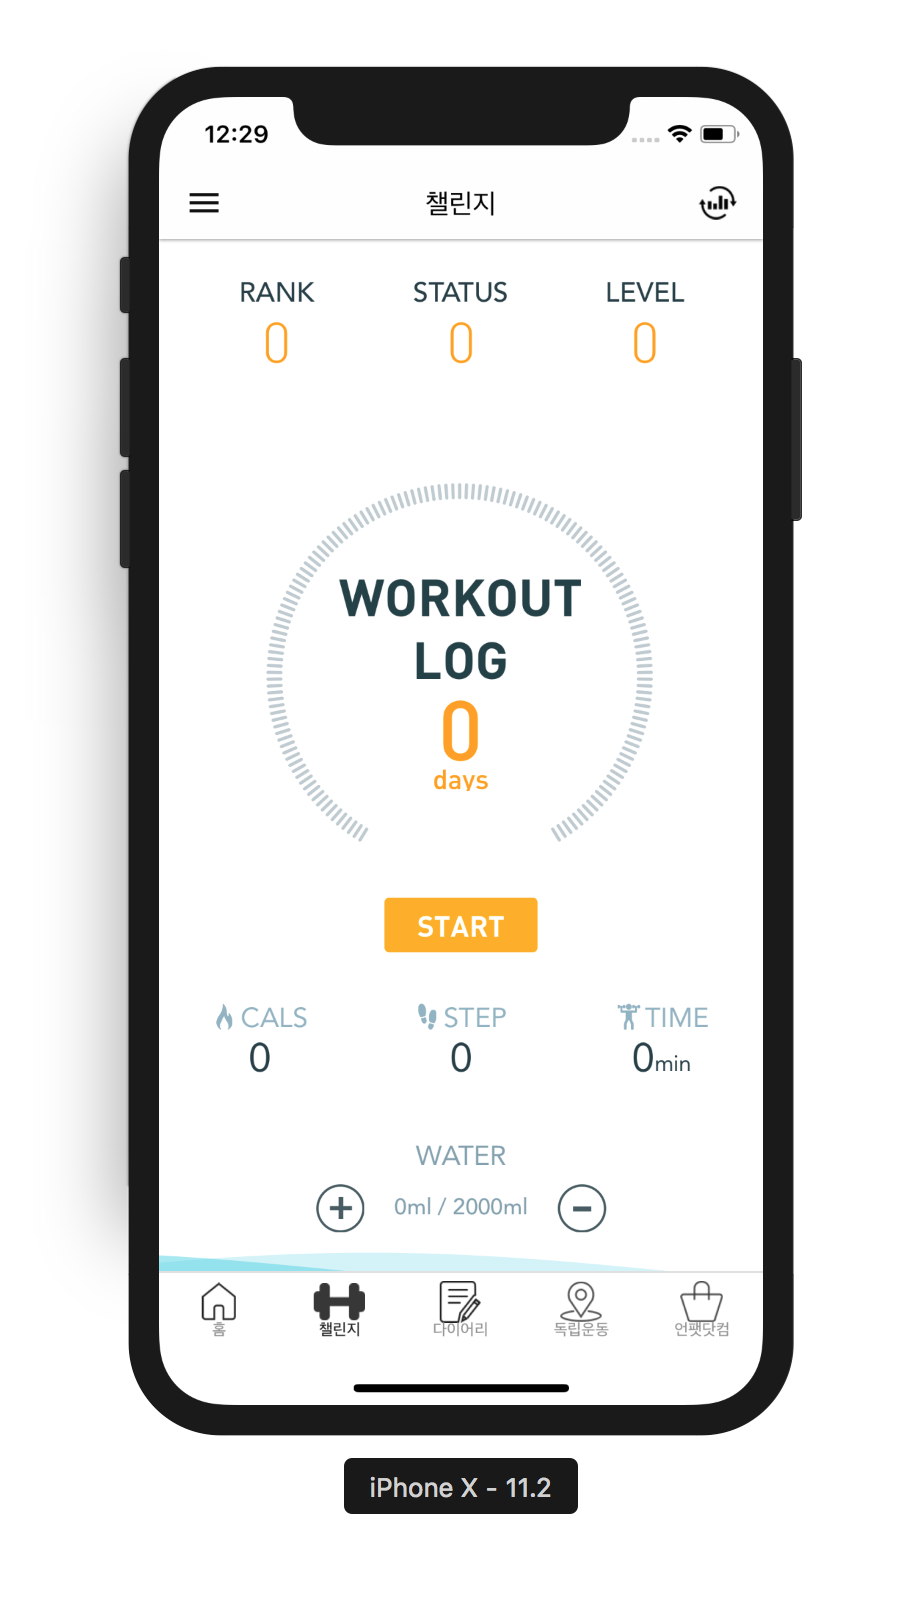 12:29
챌린지
RANK STATUS LEVEL
0 0 0
WORKOUT
LOG
0
days
START
CALS STEP TIME
0 0 0min
WATER
0ml / 2000ml
홈 챌린지 다이어리 독립운동 언팻닷컴
iPhone X - 11.2